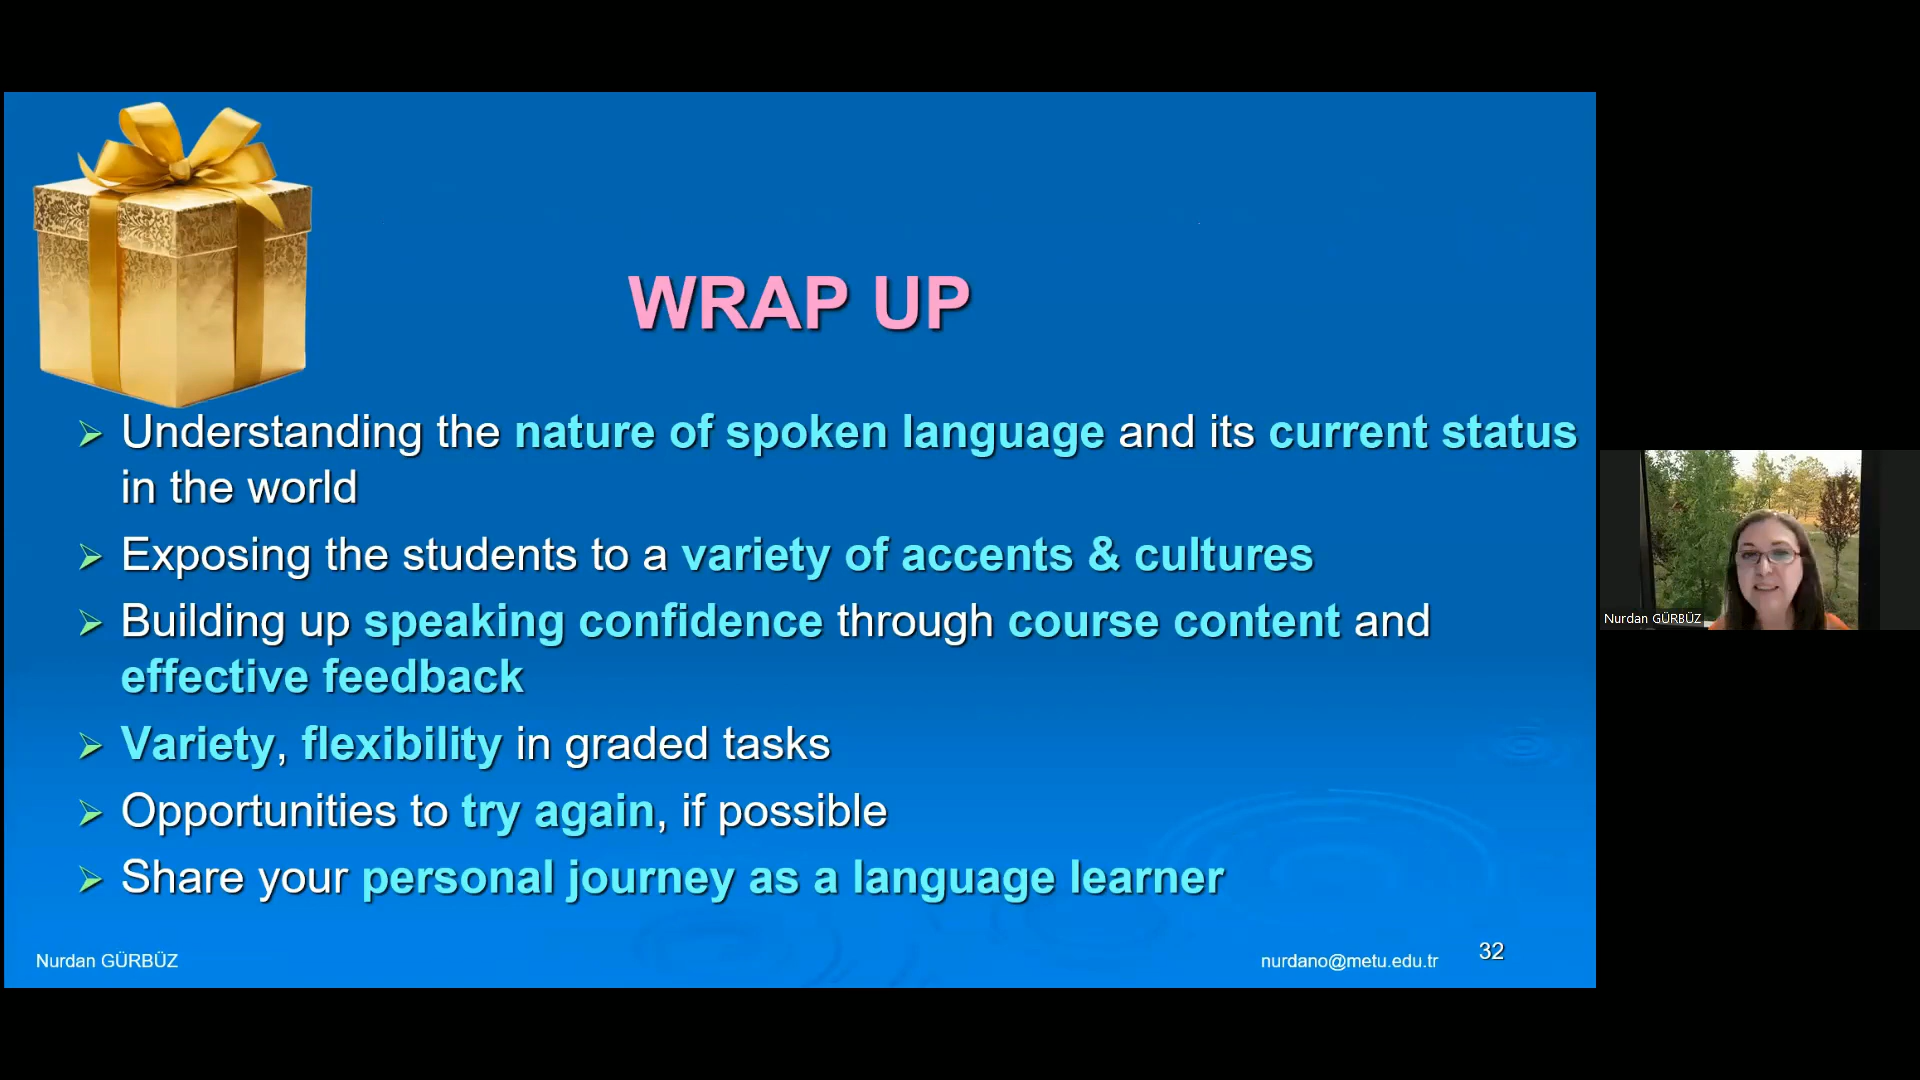 WRAP UP
Understanding the nature of spoken language and its current status
in the world
Exposing the students to a variety of accents & cultures
Building up speaking confidence through course content and
effective feedback
Variety, flexibility in graded tasks
Opportunities to try again, if possible
Share your personal journey as a language learner
Nurdan GÜRBÜZ
nurdano@metu.edu.tr
32
Nurdan GÜRBÜZ